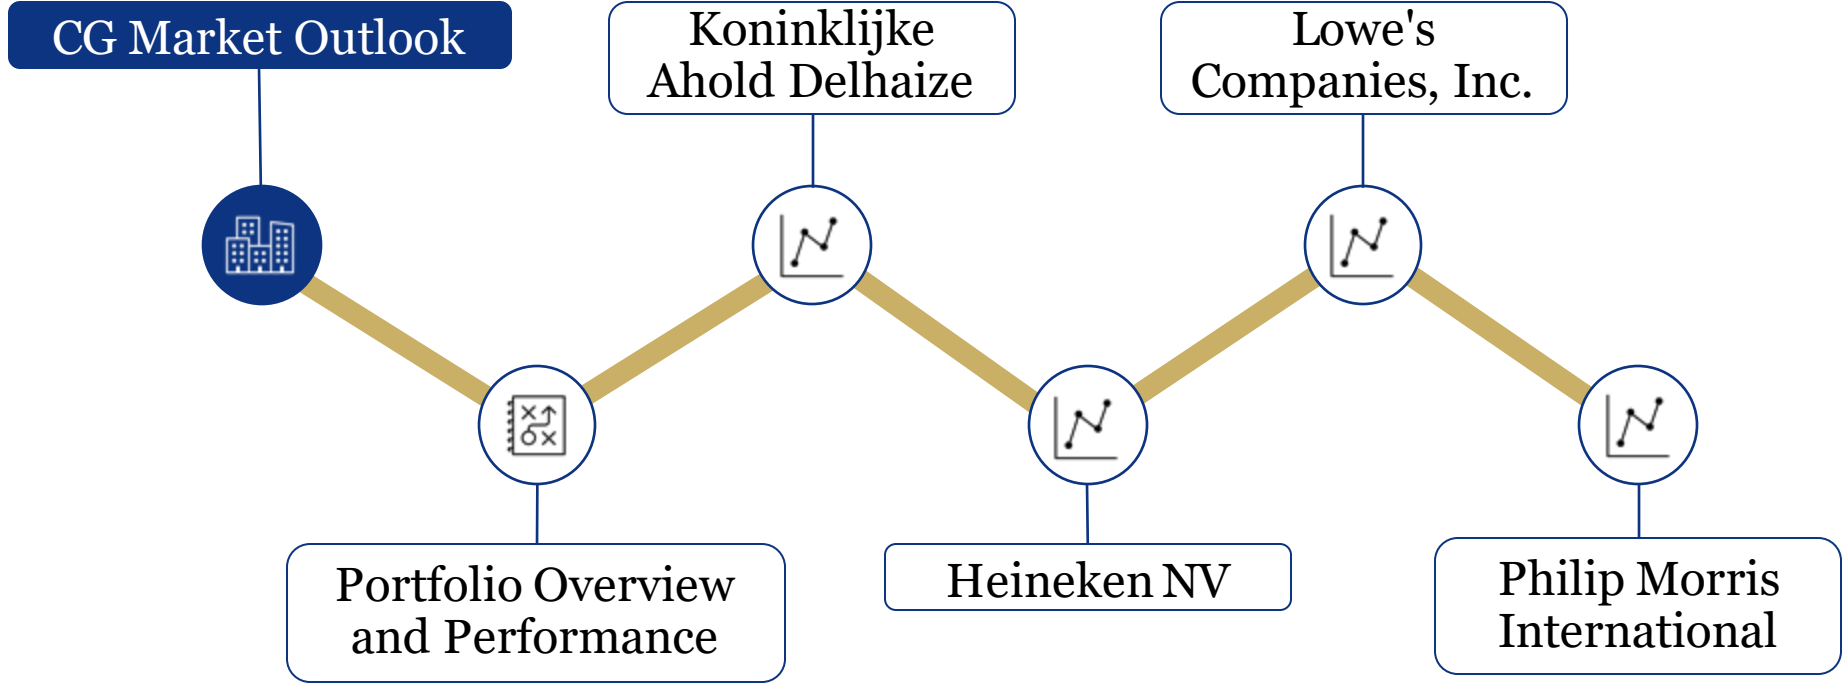 CG Market Outlook
Koninklijke
Ahold Delhaize
Lowe's
Companies, Inc.
Portfolio Overview
and Performance
Heineken NV
Philip Morris
International